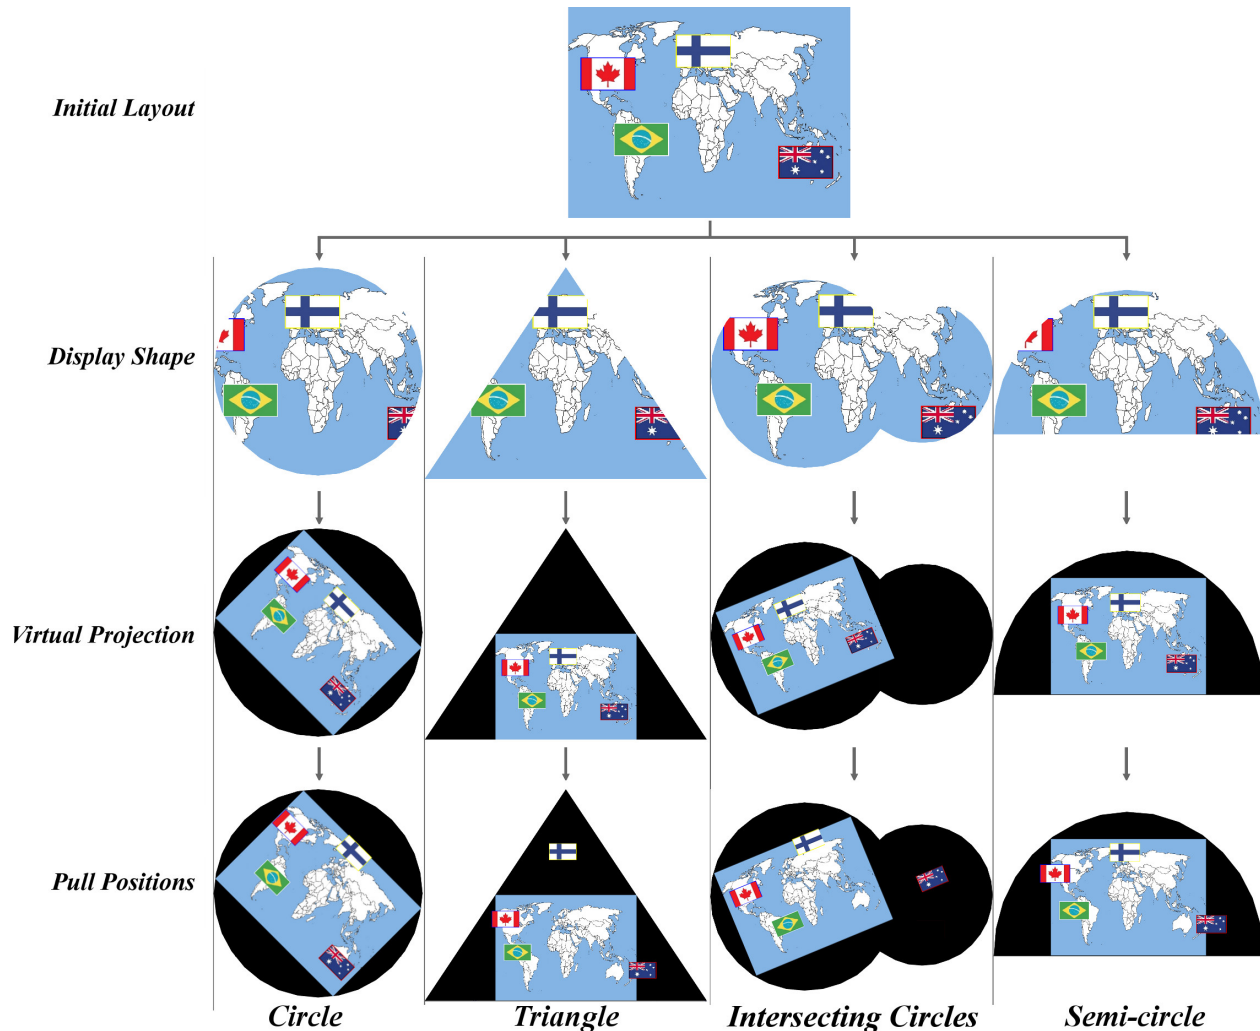 Initial Layout
Display Shape
Virtual Projection
Pull Positions
Circle
Triangle
Intersecting Circles
Semi-circle